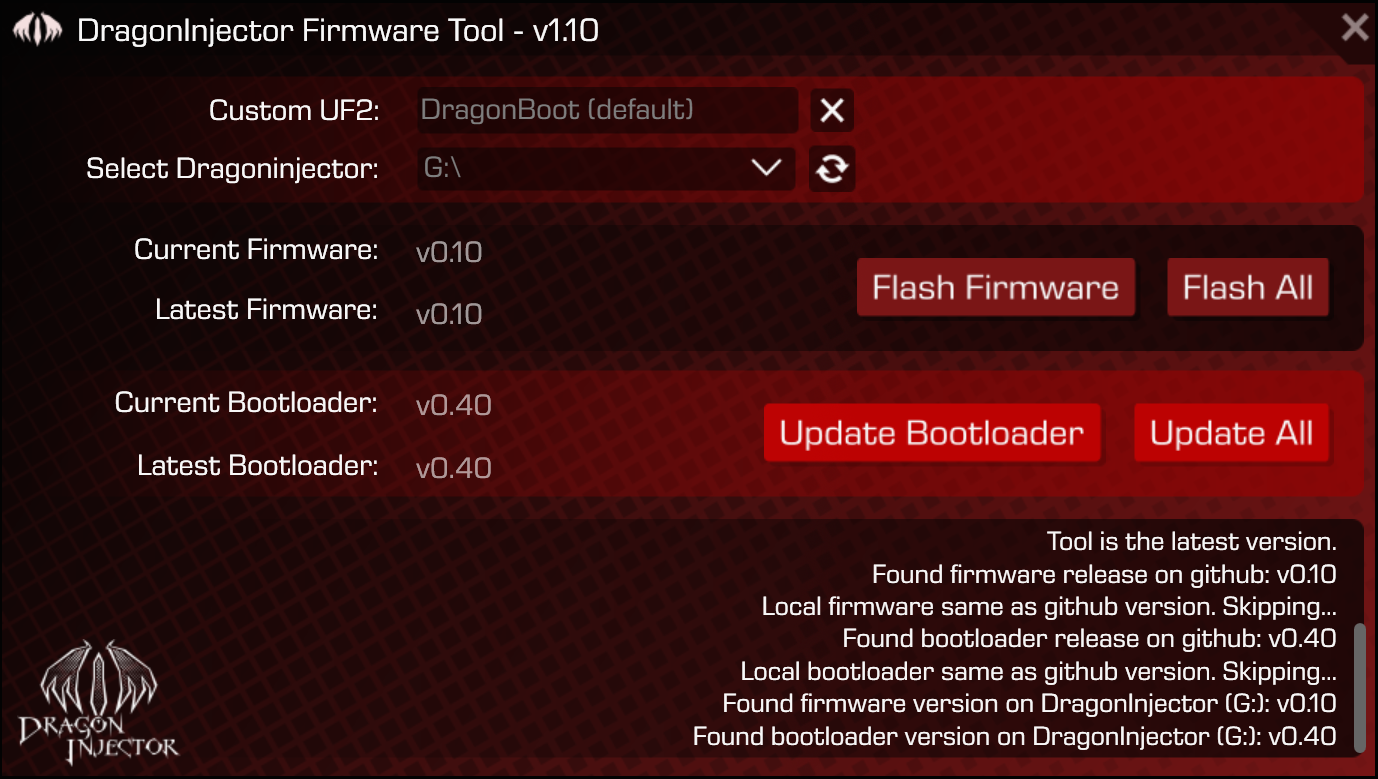 DragonInjector Firmware Tool - v1.10
Custom UF2: DragonBoot (default)
Select Dragoninjector: G:\
Current Firmware: v0.10
Latest Firmware: v0.10
Flash Firmware Flash All
Current Bootloader: v0.40
Latest Bootloader: v0.40
Update Bootloader Update All
Tool is the latest version.
Found firmware release on github: v0.10
Local firmware same as github version. Skipping...
Found bootloader release on github: v0.40
Local bootloader same as github version. Skipping...
Found firmware version on DragonInjector (G:): v0.10
Found bootloader version on DragonInjector (G:): v0.40
DRAGON
INJECTOR